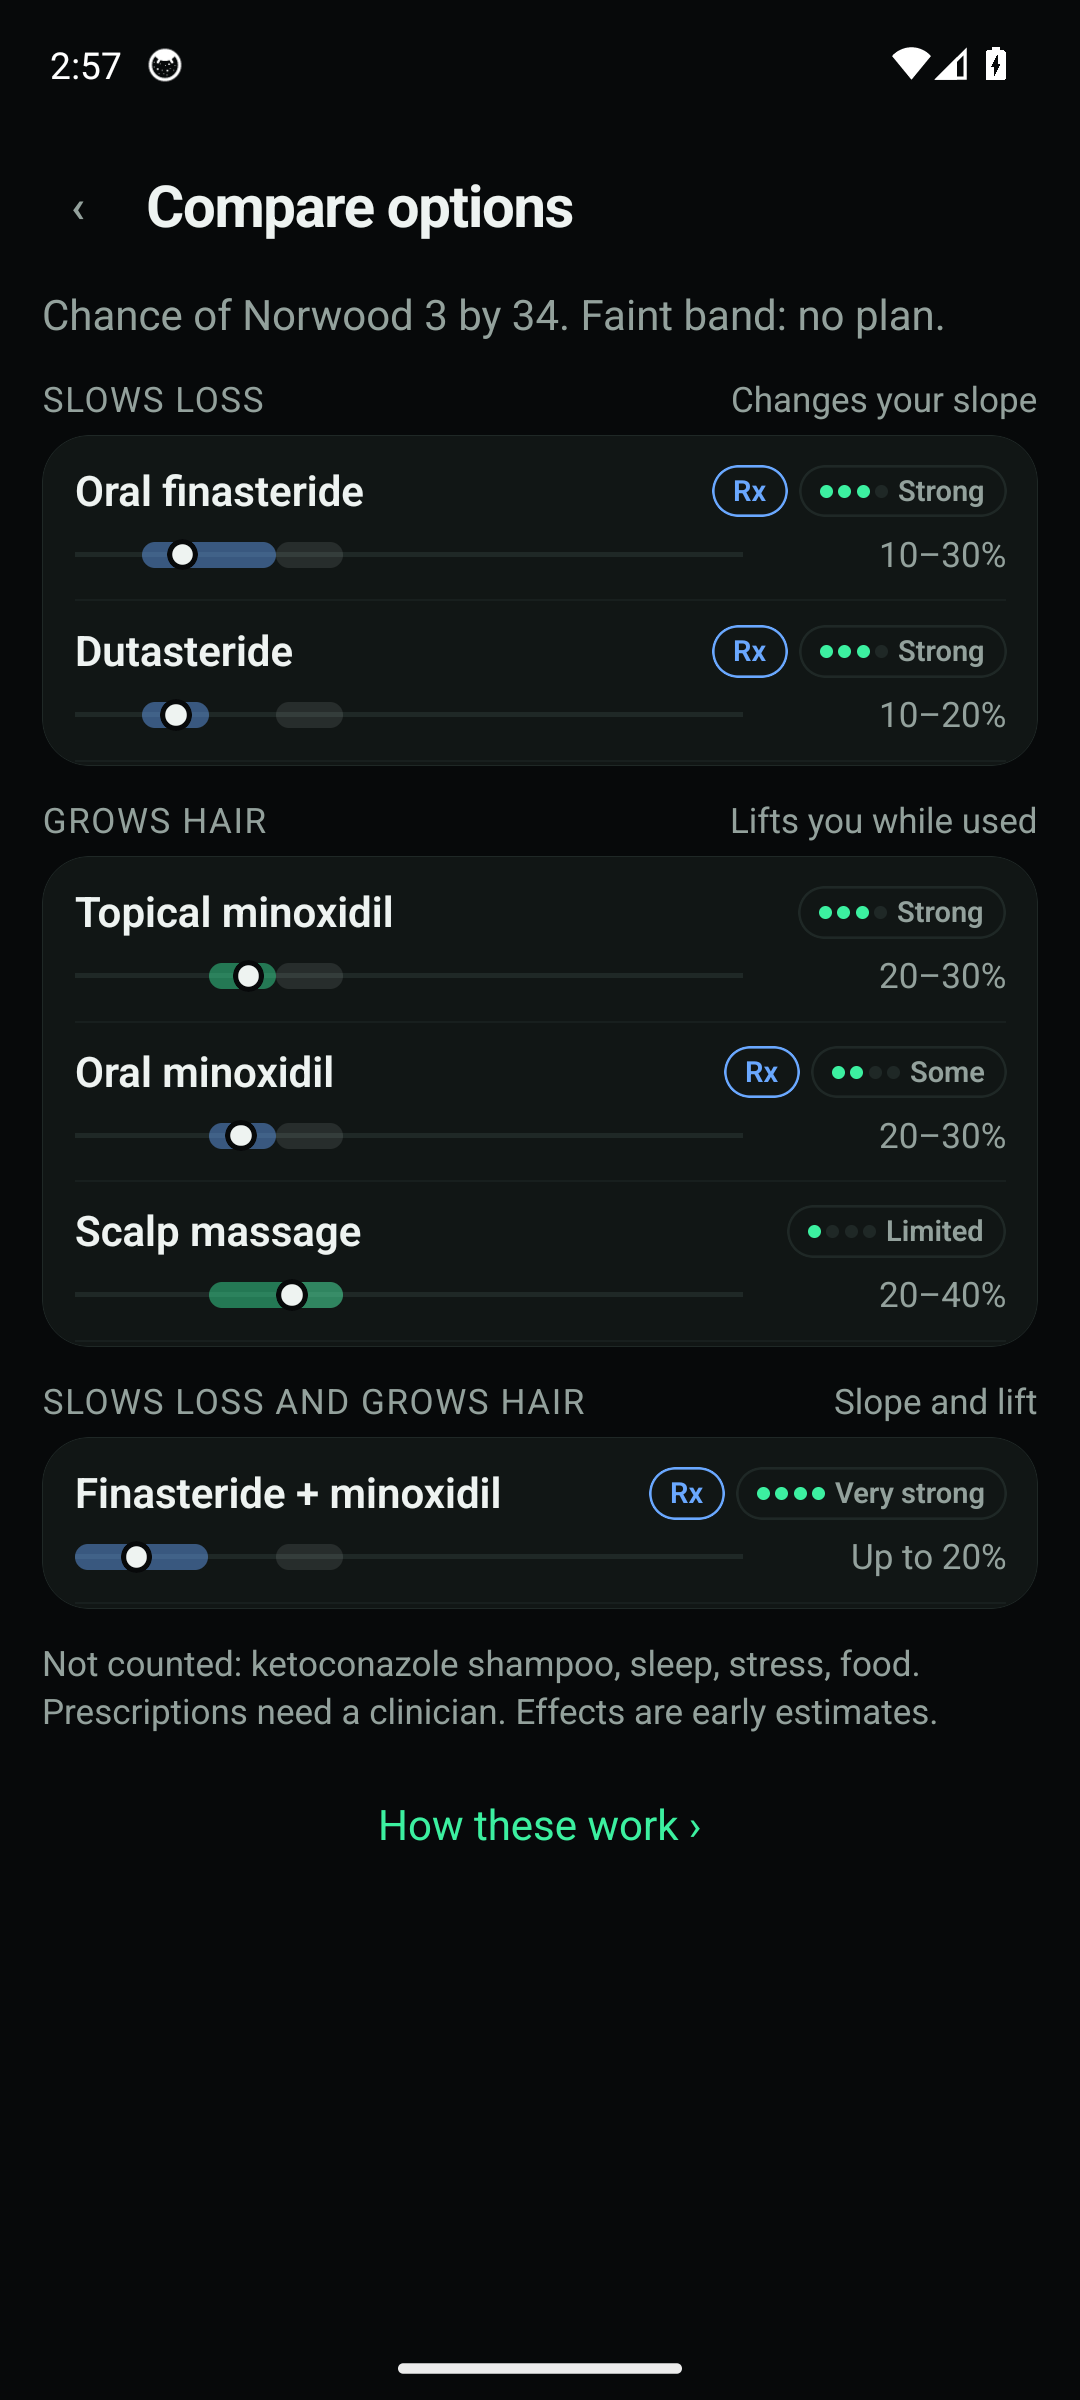 2:57
‹ Compare options
Chance of Norwood 3 by 34. Faint band: no plan.
SLOWS LOSS Changes your slope
Oral finasteride Rx Strong
10–30%
Dutasteride Rx Strong
10–20%
GROWS HAIR Lifts you while used
Topical minoxidil Strong
20–30%
Oral minoxidil Rx Some
20–30%
Scalp massage Limited
20–40%
SLOWS LOSS AND GROWS HAIR Slope and lift
Finasteride + minoxidil Rx Very strong
Up to 20%
Not counted: ketoconazole shampoo, sleep, stress, food.
Prescriptions need a clinician. Effects are early estimates.
How these work ›